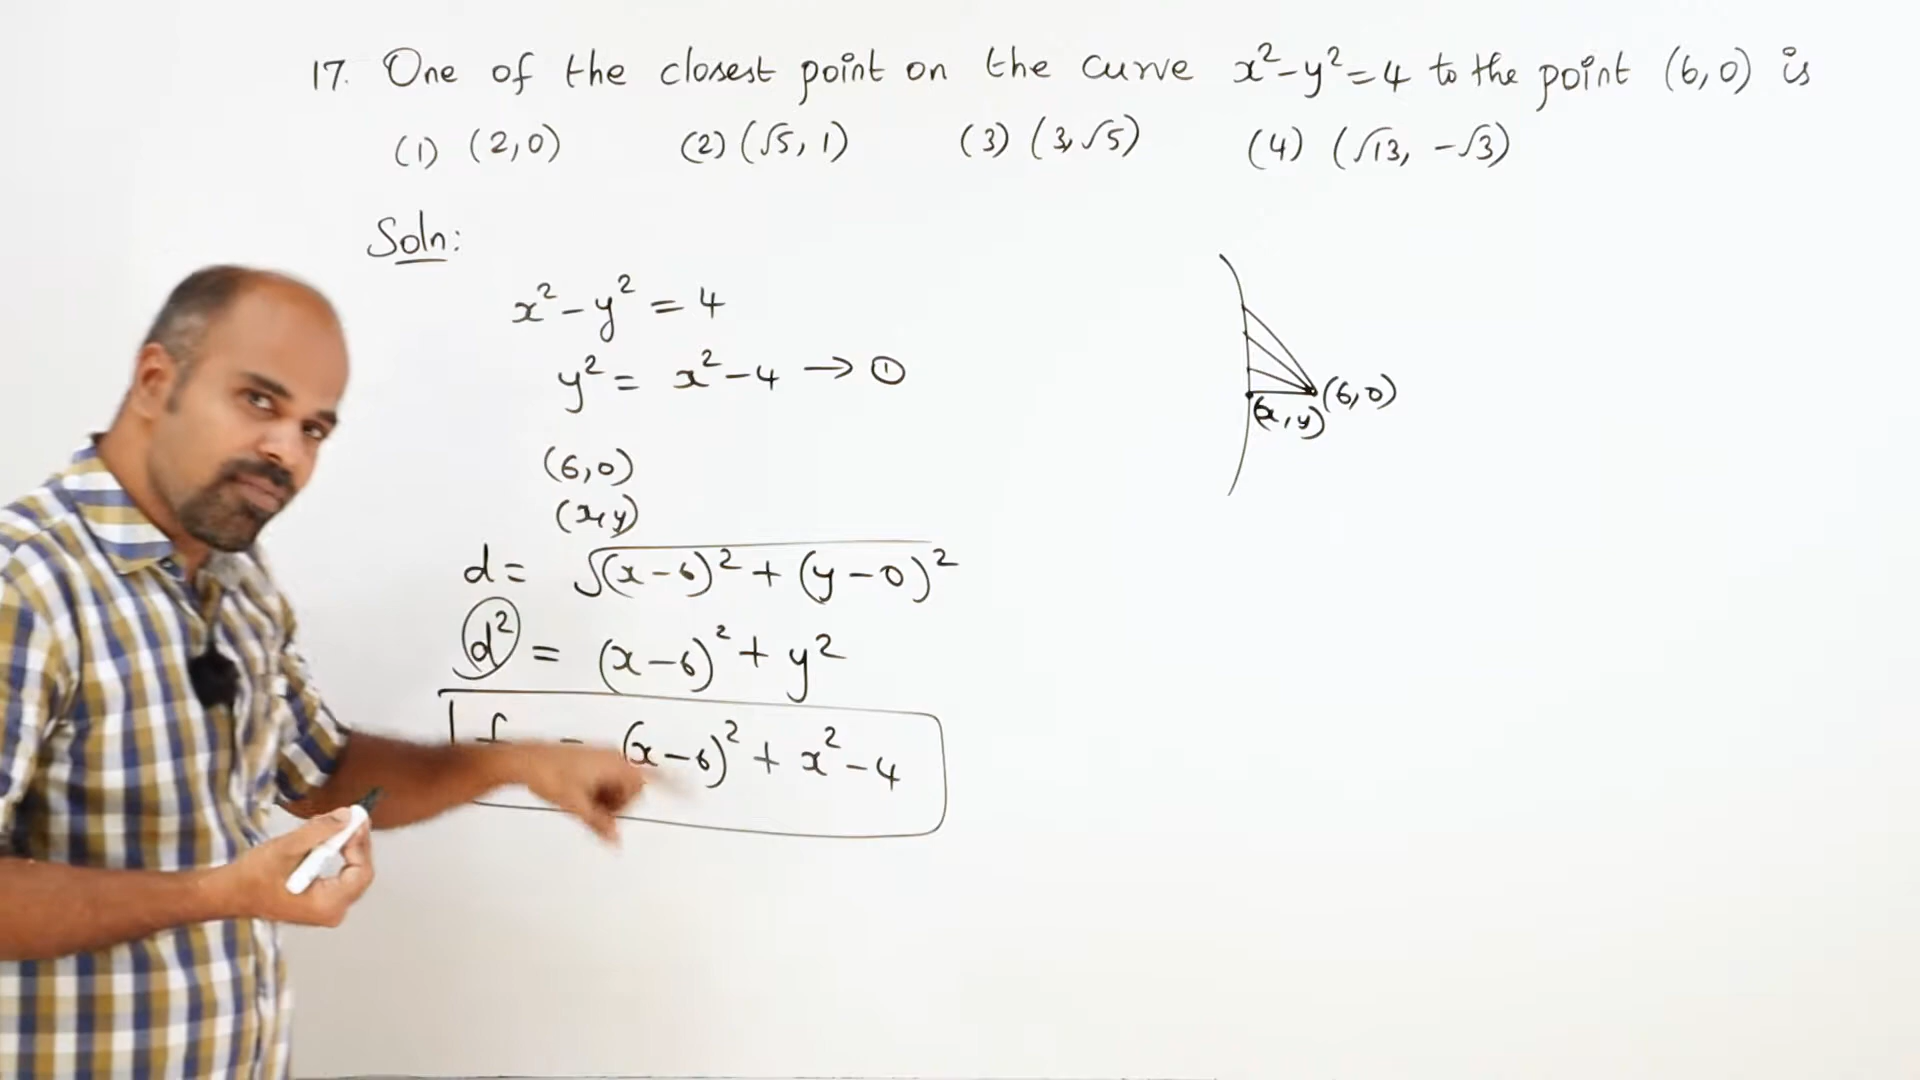 17. One of the closest point on the curve x²-y²=4 to the point (6,0) is
(1) (2,0) (2) (√5, 1) (3) (3,√5) (4) (√13, -√3)
Soln:
x² - y² = 4
y² = x²-4 → ①
(6,0)
(x,y)
(6,0)
(x,y)
d = √(x-6)² + (y-0)²
d² = (x-6)² + y²
f = (x-6)² + x²-4